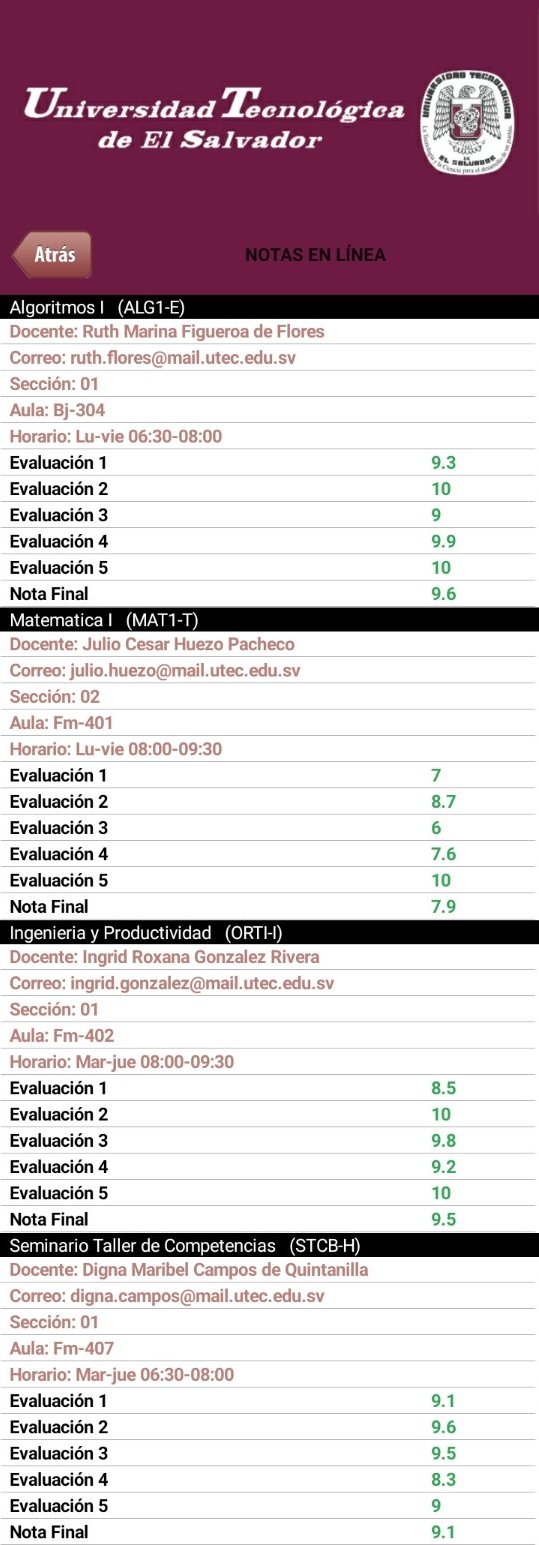 Universidad Tecnológica
de El Salvador
UNIVERSIDAD TECNOLOGICA
DE EL SALVADOR
Atrás
NOTAS EN LÍNEA
Algoritmos I (ALG1-E)
Docente: Ruth Marina Figueroa de Flores
Correo: ruth.flores@mail.utec.edu.sv
Sección: 01
Aula: Bj-304
Horario: Lu-vie 06:30-08:00
Evaluación 1 9.3
Evaluación 2 10
Evaluación 3 9
Evaluación 4 9.9
Evaluación 5 10
Nota Final 9.6
Matematica I (MAT1-T)
Docente: Julio Cesar Huezo Pacheco
Correo: julio.huezo@mail.utec.edu.sv
Sección: 02
Aula: Fm-401
Horario: Lu-vie 08:00-09:30
Evaluación 1 7
Evaluación 2 8.7
Evaluación 3 6
Evaluación 4 7.6
Evaluación 5 10
Nota Final 7.9
Ingenieria y Productividad (ORTI-I)
Docente: Ingrid Roxana Gonzalez Rivera
Correo: ingrid.gonzalez@mail.utec.edu.sv
Sección: 01
Aula: Fm-402
Horario: Mar-jue 08:00-09:30
Evaluación 1 8.5
Evaluación 2 10
Evaluación 3 9.8
Evaluación 4 9.2
Evaluación 5 10
Nota Final 9.5
Seminario Taller de Competencias (STCB-H)
Docente: Digna Maribel Campos de Quintanilla
Correo: digna.campos@mail.utec.edu.sv
Sección: 01
Aula: Fm-407
Horario: Mar-jue 06:30-08:00
Evaluación 1 9.1
Evaluación 2 9.6
Evaluación 3 9.5
Evaluación 4 8.3
Evaluación 5 9
Nota Final 9.1